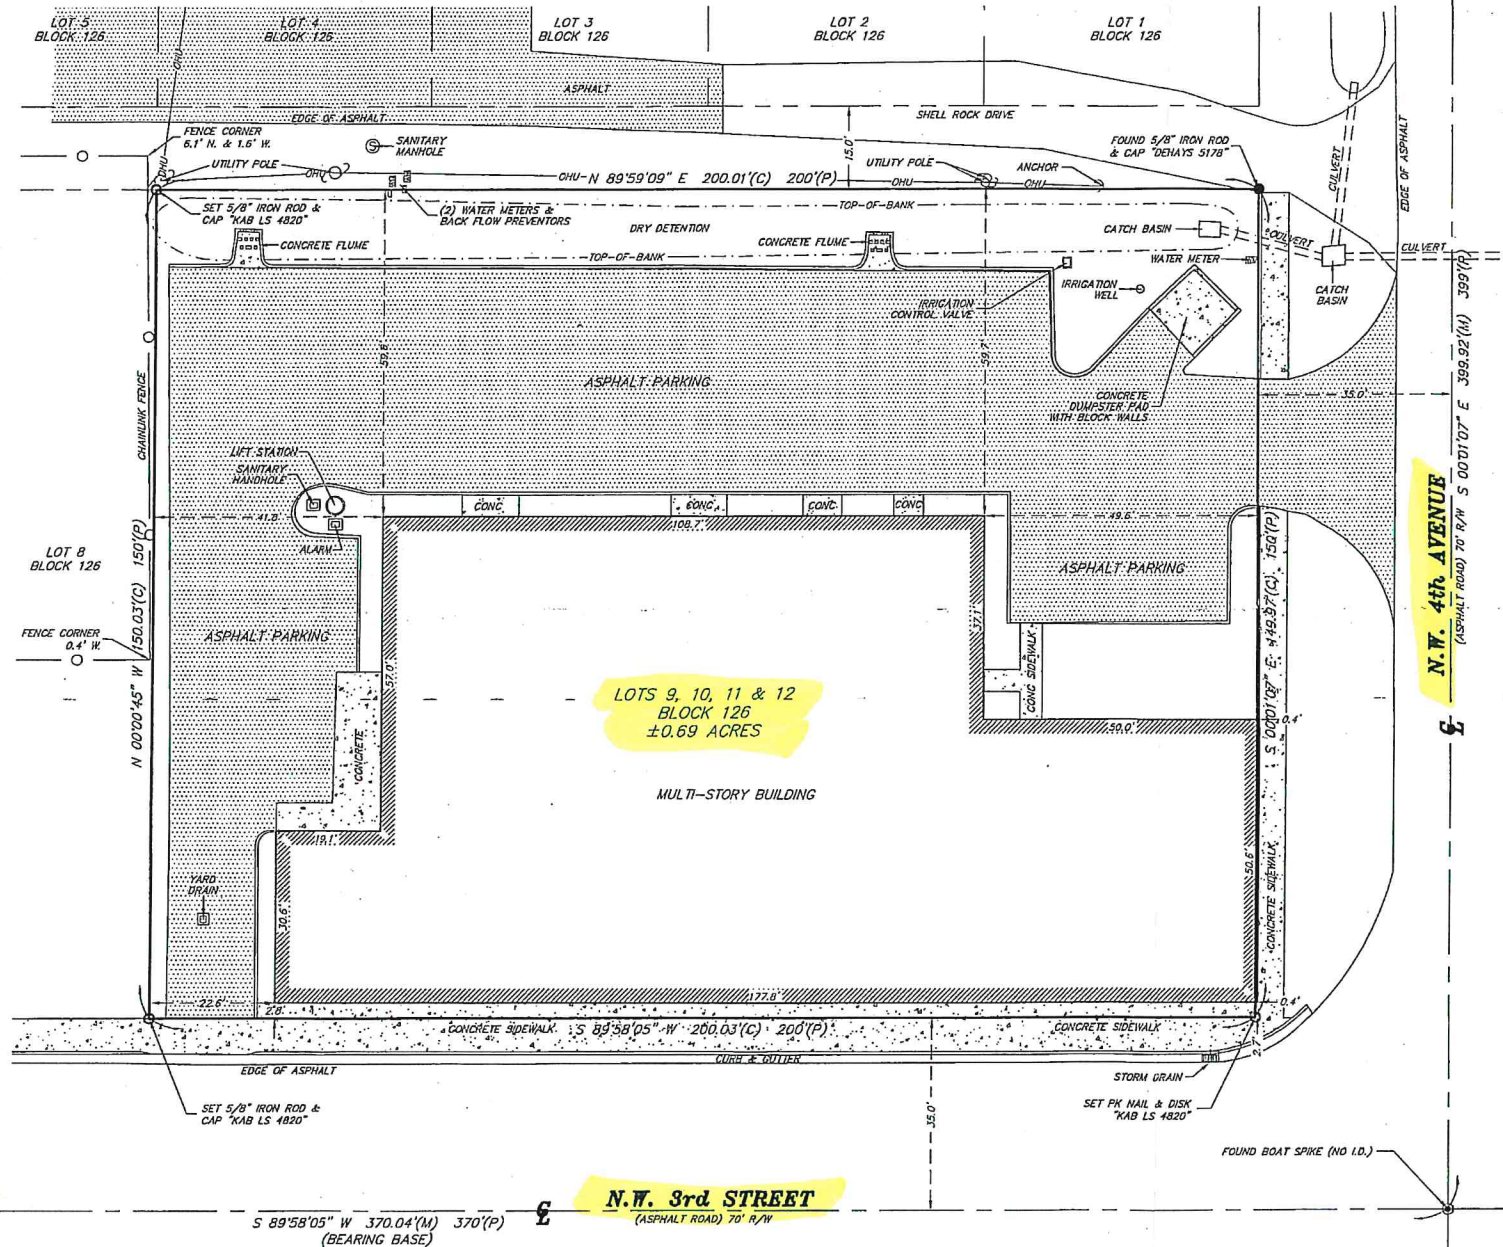 LOT 5
BLOCK 126
LOT 4
BLOCK 126
LOT 3
BLOCK 126
LOT 2
BLOCK 126
LOT 1
BLOCK 126
OHU
ASPHALT
EDGE OF ASPHALT
SHELL ROCK DRIVE
FENCE CORNER
6.1' N. & 1.6' W.
SANITARY
MANHOLE
15.0'
FOUND 5/8" IRON ROD
& CAP "DEHAYS 5178"
CULVERT
EDGE OF ASPHALT
OHU
UTILITY POLE
OHU
OHU
N 89°59'09" E 200.01'(C) 200'(P)
UTILITY POLE
OHU
ANCHOR
OHU
SET 5/8" IRON ROD &
CAP "KAB LS 4820"
(2) WATER METERS &
BACK FLOW PREVENTORS
TOP-OF-BANK
DRY DETENTION
CONCRETE FLUME
CONCRETE FLUME
CATCH BASIN
CULVERT
CULVERT
TOP-OF-BANK
WATER METER
IRRIGATION
WELL
IRRIGATION
CONTROL VALVE
CATCH
BASIN
59.6'
59.7'
ASPHALT PARKING
CONCRETE
DUMPSTER PAD
WITH BLOCK WALLS
35.0'
S 00°01'07" E 399.92'(M) 399'(P)
CHAINLINK FENCE
LIFT STATION
SANITARY
HANDHOLE
ALARM
41.8'
CONC
CONC.
CONC.
CONC
108.7'
49.6'
N.W. 4th AVENUE
(ASPHALT ROAD) 70' R/W
LOT 8
BLOCK 126
N 00°00'45" W 150.03'(C) 150'(P)
ASPHALT PARKING
FENCE CORNER
0.4' W.
ASPHALT PARKING
57.0'
37.1'
CONC SIDEWALK
S 00°01'07" E 149.97'(C) 150'(P)
LOTS 9, 10, 11 & 12
BLOCK 126
±0.69 ACRES
50.0'
0.4'
CONCRETE
MULTI-STORY BUILDING
19.1'
YARD
DRAIN
30.6'
50.6'
CONCRETE SIDEWALK
22.6'
2.8'
177.8'
0.4'
CONCRETE SIDEWALK
S 89°58'05" W 200.03'(C) 200'(P)
CONCRETE SIDEWALK
2.7'
CURB & GUTTER
EDGE OF ASPHALT
STORM DRAIN
SET 5/8" IRON ROD &
CAP "KAB LS 4820"
35.0'
SET PK NAIL & DISK
"KAB LS 4820"
FOUND BOAT SPIKE (NO I.D.)
N.W. 3rd STREET
(ASPHALT ROAD) 70' R/W
S 89°58'05" W 370.04'(M) 370'(P)
(BEARING BASE)